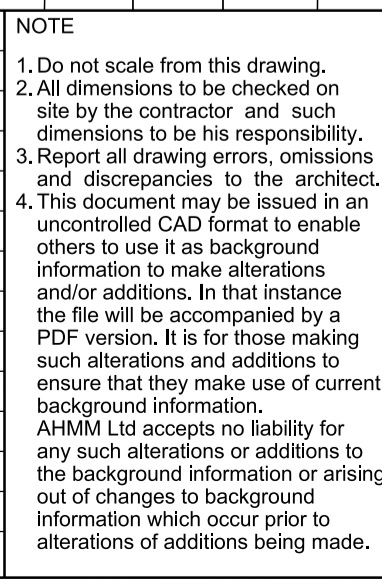 NOTE
1. Do not scale from this drawing.
2. All dimensions to be checked on
site by the contractor and such
dimensions to be his responsibility.
3. Report all drawing errors, omissions
and discrepancies to the architect.
4. This document may be issued in an
uncontrolled CAD format to enable
others to use it as background
information to make alterations
and/or additions. In that instance
the file will be accompanied by a
PDF version. It is for those making
such alterations and additions to
ensure that they make use of current
background information.
AHMM Ltd accepts no liability for
any such alterations or additions to
the background information or arising
out of changes to background
information which occur prior to
alterations of additions being made.